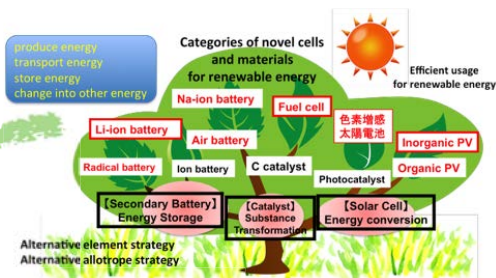 produce energy
transport energy
store energy
change into other energy
Categories of novel cells
and materials
for renewable energy
Efficient usage
for renewable energy
Na-ion battery
Fuel cell
色素増感
太陽電池
Li-ion battery
Air battery
Inorganic PV
Radical battery
Ion battery
C catalyst
Photocatalyst
Organic PV
【Secondary Battery】
Energy Storage
【Catalyst】
Substance
Transformation
【Solar Cell】
Energy conversion
Alternative element strategy
Alternative allotrope strategy